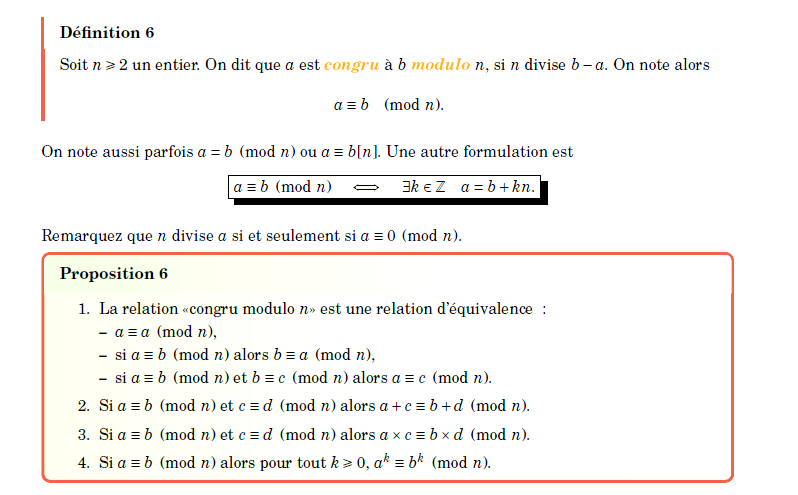 Définition 6
Soit n ⩾ 2 un entier. On dit que a est congru à b modulo n, si n divise b − a. On note alors
a ≡ b (mod n).
On note aussi parfois a = b (mod n) ou a ≡ b[n]. Une autre formulation est
a ≡ b (mod n) ⟺ ∃k ∈ ℤ a = b + kn.
Remarquez que n divise a si et seulement si a ≡ 0 (mod n).
Proposition 6
1. La relation «congru modulo n» est une relation d'équivalence :
– a ≡ a (mod n),
– si a ≡ b (mod n) alors b ≡ a (mod n),
– si a ≡ b (mod n) et b ≡ c (mod n) alors a ≡ c (mod n).
2. Si a ≡ b (mod n) et c ≡ d (mod n) alors a + c ≡ b + d (mod n).
3. Si a ≡ b (mod n) et c ≡ d (mod n) alors a × c ≡ b × d (mod n).
4. Si a ≡ b (mod n) alors pour tout k ⩾ 0, aᵏ ≡ bᵏ (mod n).